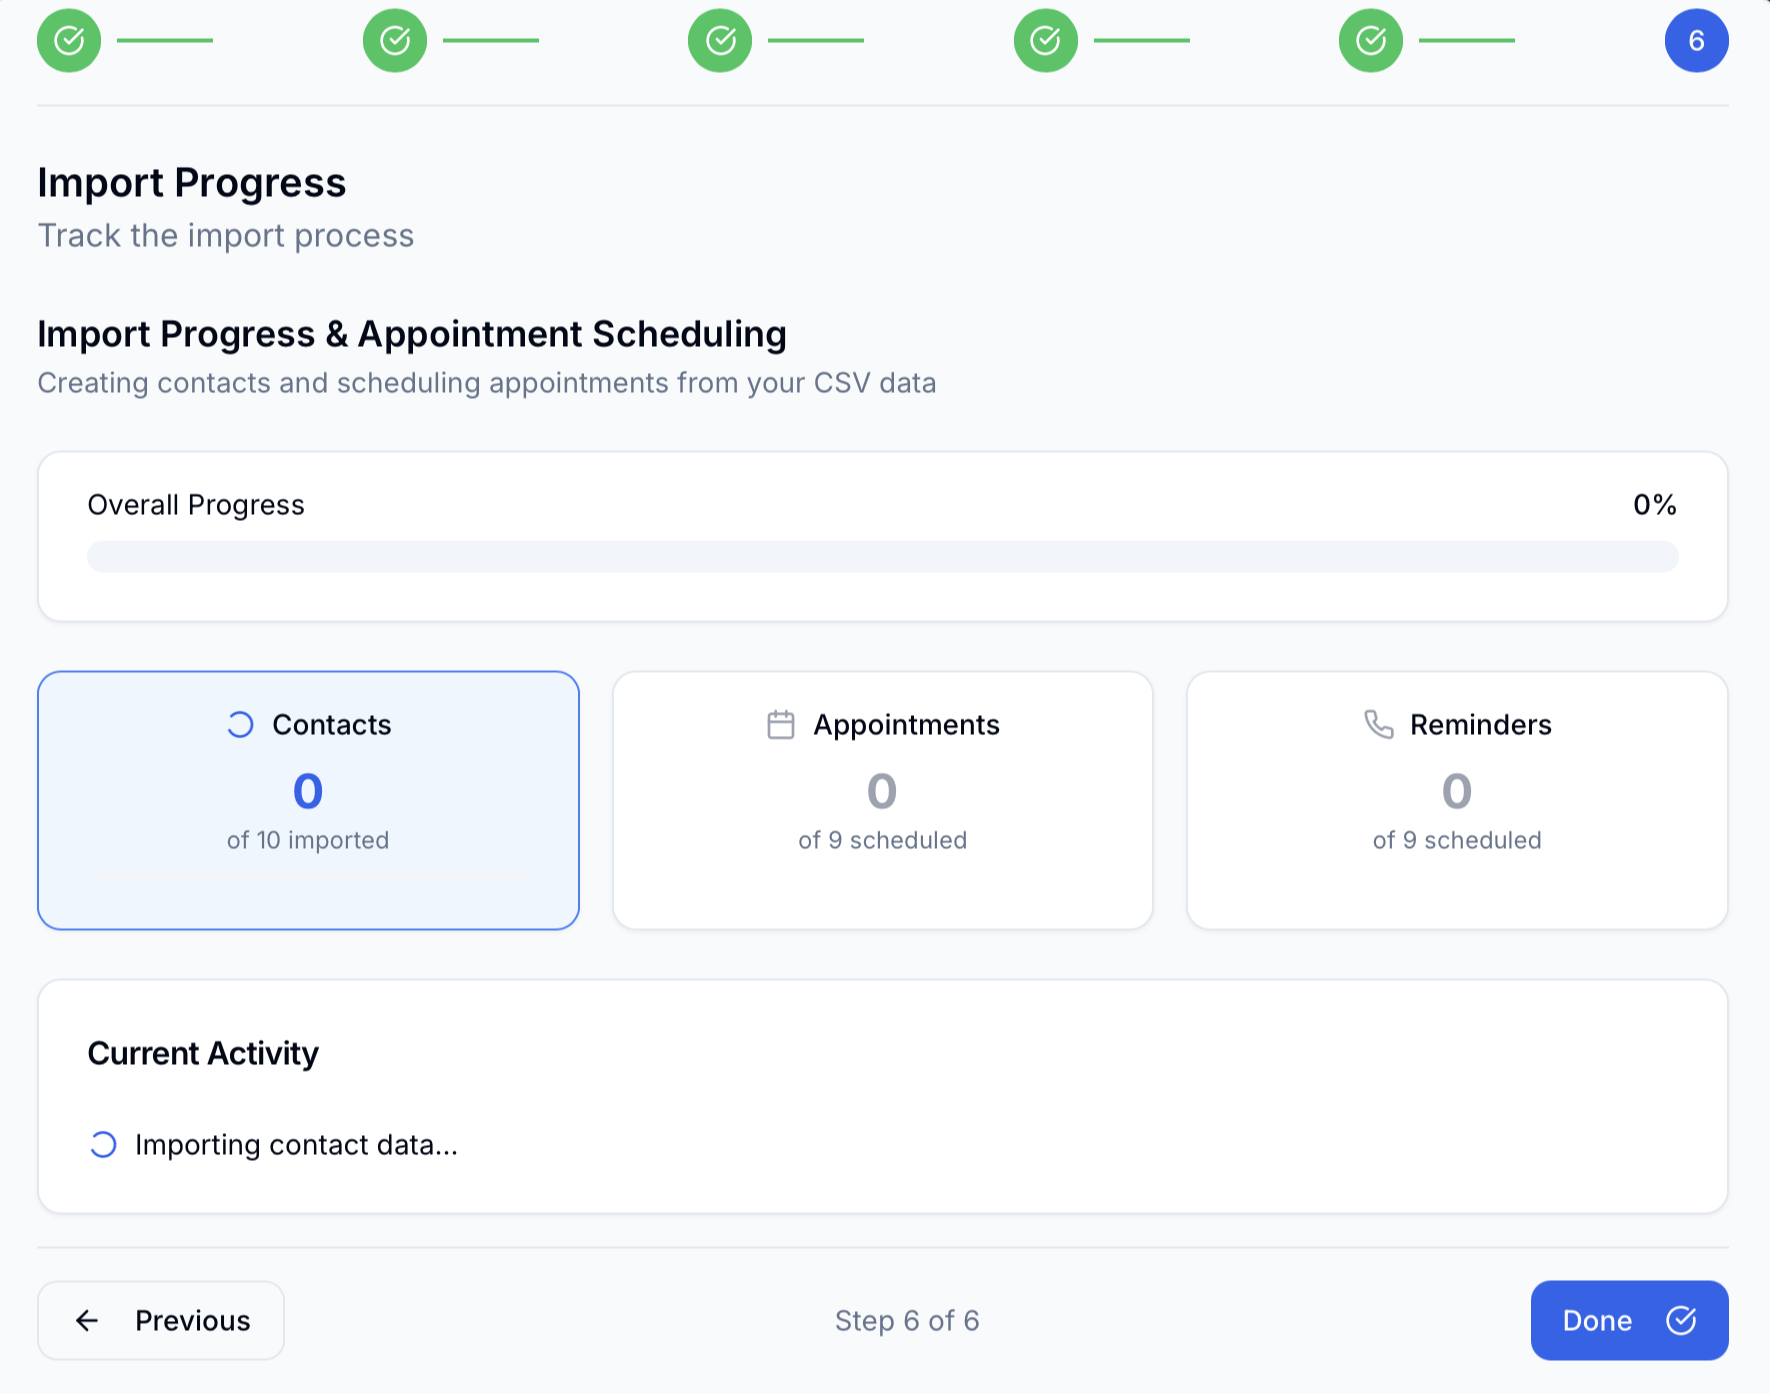 6
Import Progress
Track the import process
Import Progress & Appointment Scheduling
Creating contacts and scheduling appointments from your CSV data
Overall Progress 0%
Contacts
0
of 10 imported
Appointments
0
of 9 scheduled
Reminders
0
of 9 scheduled
Current Activity
Importing contact data...
Previous
Step 6 of 6
Done